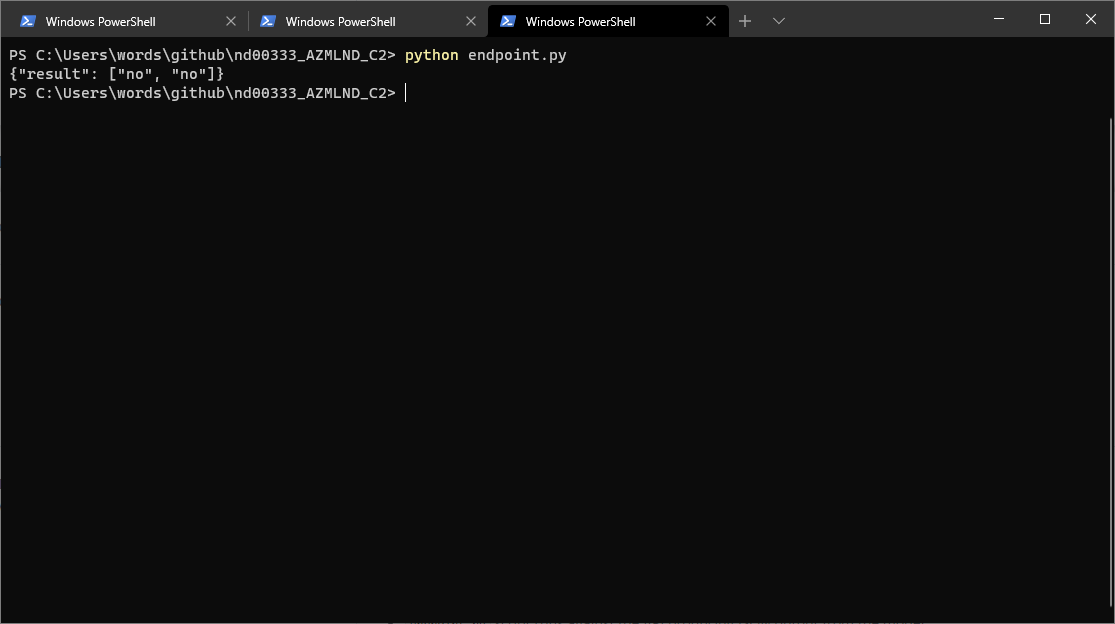 Windows PowerShell
Windows PowerShell
Windows PowerShell
PS C:\Users\words\github\nd00333_AZMLND_C2> python endpoint.py
{"result": ["no", "no"]}
PS C:\Users\words\github\nd00333_AZMLND_C2>